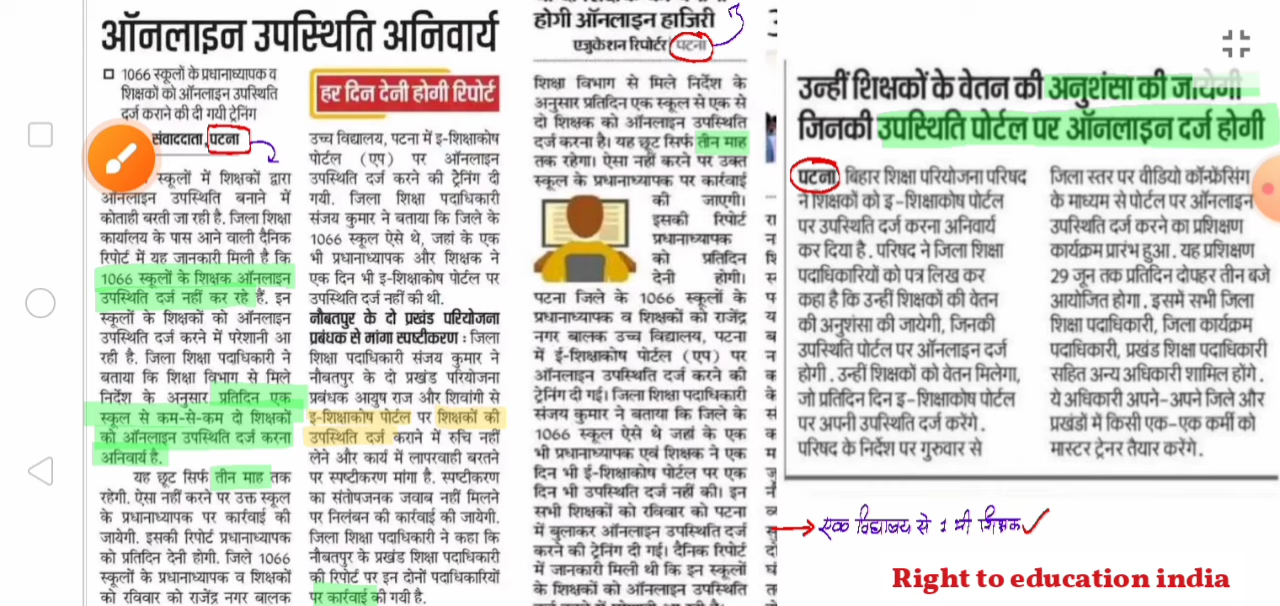 ऑनलाइन उपस्थिति अनिवार्य
1066 स्कूलों के प्रधानाध्यापक व
शिक्षकों को ऑनलाइन उपस्थिति
दर्ज कराने की दी गयी ट्रेनिंग
संवाददाता, पटना
स्कूलों में शिक्षकों द्वारा
ऑनलाइन उपस्थिति बनाने में
कोताही बरती जा रही है. जिला शिक्षा
कार्यालय के पास आने वाली दैनिक
रिपोर्ट में यह जानकारी मिली है कि
1066 स्कूलों के शिक्षक ऑनलाइन
उपस्थिति दर्ज नहीं कर रहे हैं. इन
स्कूलों के शिक्षकों को ऑनलाइन
उपस्थिति दर्ज करने में परेशानी आ
रही है. जिला शिक्षा पदाधिकारी ने
बताया कि शिक्षा विभाग से मिले
निर्देश के अनुसार प्रतिदिन एक
स्कूल से कम-से-कम दो शिक्षकों
को ऑनलाइन उपस्थिति दर्ज करना
अनिवार्य है.
यह छूट सिर्फ तीन माह तक
रहेगी. ऐसा नहीं करने पर उक्त स्कूल
के प्रधानाध्यापक पर कार्रवाई की
जायेगी. इसकी रिपोर्ट प्रधानाध्यापक
को प्रतिदिन देनी होगी. जिले 1066
स्कूलों के प्रधानाध्यापक व शिक्षकों
को रविवार को राजेंद्र नगर बालक
हर दिन देनी होगी रिपोर्ट
उच्च विद्यालय, पटना में इ-शिक्षाकोष
पोर्टल (एप) पर ऑनलाइन
उपस्थिति दर्ज करने की ट्रेनिंग दी
गयी. जिला शिक्षा पदाधिकारी
संजय कुमार ने बताया कि जिले के
1066 स्कूल ऐसे थे, जहां के एक
भी प्रधानाध्यापक और शिक्षक ने
एक दिन भी इ-शिक्षाकोष पोर्टल पर
उपस्थिति दर्ज नहीं की थी.
नौबतपुर के दो प्रखंड परियोजना
प्रबंधक से मांगा स्पष्टीकरण : जिला
शिक्षा पदाधिकारी संजय कुमार ने
नौबतपुर के दो प्रखंड परियोजना
प्रबंधक आयुष राज और शिवांगी से
इ-शिक्षाकोष पोर्टल पर शिक्षकों की
उपस्थिति दर्ज कराने में रुचि नहीं
लेने और कार्य में लापरवाही बरतने
पर स्पष्टीकरण मांगा है. स्पष्टीकरण
का संतोषजनक जवाब नहीं मिलने
पर निलंबन की कार्रवाई की जायेगी.
जिला शिक्षा पदाधिकारी ने कहा कि
नौबतपुर के प्रखंड शिक्षा पदाधिकारी
की रिपोर्ट पर इन दोनों पदाधिकारियों
पर कार्रवाई की गयी है.
होगी ऑनलाइन हाजिरी
एजुकेशन रिपोर्टर पटना
शिक्षा विभाग से मिले निर्देश के
अनुसार प्रतिदिन एक स्कूल से एक से
दो शिक्षक को ऑनलाइन उपस्थिति
दर्ज करना है। यह छूट सिर्फ तीन माह
तक रहेगा। ऐसा नहीं करने पर उक्त
स्कूल के प्रधानाध्यापक पर कार्रवाई
की जाएगी।
इसकी रिपोर्ट
प्रधानाध्यापक
को प्रतिदिन
देनी होगी।
पटना जिले के 1066 स्कूलों के
प्रधानाध्यापक व शिक्षकों को राजेंद्र
नगर बालक उच्च विद्यालय, पटना
में ई-शिक्षाकोष पोर्टल (एप) पर
ऑनलाइन उपस्थिति दर्ज करने की
ट्रेनिंग दी गई। जिला शिक्षा पदाधिकारी
संजय कुमार ने बताया कि जिले के
1066 स्कूल ऐसे थे जहां के एक
भी प्रधानाध्यापक एवं शिक्षक ने एक
दिन भी ई-शिक्षाकोष पोर्टल पर एक
दिन भी उपस्थिति दर्ज नहीं की। इन
सभी शिक्षकों को रविवार को पटना
में बुलाकर ऑनलाइन उपस्थिति दर्ज
करने की ट्रेनिंग दी गई। दैनिक रिपोर्ट
में जानकारी मिली थी कि इन स्कूलों
के शिक्षकों को ऑनलाइन उपस्थिति
उन्हीं शिक्षकों के वेतन की अनुशंसा की जायेगी
जिनकी उपस्थिति पोर्टल पर ऑनलाइन दर्ज होगी
पटना. बिहार शिक्षा परियोजना परिषद
ने शिक्षकों को इ-शिक्षाकोष पोर्टल
पर उपस्थिति दर्ज करना अनिवार्य
कर दिया है. परिषद ने जिला शिक्षा
पदाधिकारियों को पत्र लिख कर
कहा है कि उन्हीं शिक्षकों की वेतन
की अनुशंसा की जायेगी, जिनकी
उपस्थिति पोर्टल पर ऑनलाइन दर्ज
होगी. उन्हीं शिक्षकों को वेतन मिलेगा,
जो प्रतिदिन दिन इ-शिक्षाकोष पोर्टल
पर अपनी उपस्थिति दर्ज करेंगे.
परिषद के निर्देश पर गुरुवार से
जिला स्तर पर वीडियो कॉन्फ्रेंसिंग
के माध्यम से पोर्टल पर ऑनलाइन
उपस्थिति दर्ज करने का प्रशिक्षण
कार्यक्रम प्रारंभ हुआ. यह प्रशिक्षण
29 जून तक प्रतिदिन दोपहर तीन बजे
आयोजित होगा. इसमें सभी जिला
शिक्षा पदाधिकारी, जिला कार्यक्रम
पदाधिकारी, प्रखंड शिक्षा पदाधिकारी
सहित अन्य अधिकारी शामिल होंगे.
ये अधिकारी अपने-अपने जिले और
प्रखंडों में किसी एक-एक कर्मी को
मास्टर ट्रेनर तैयार करेंगे.
एक विद्यालय से 1 भी शिक्षक
Right to education india